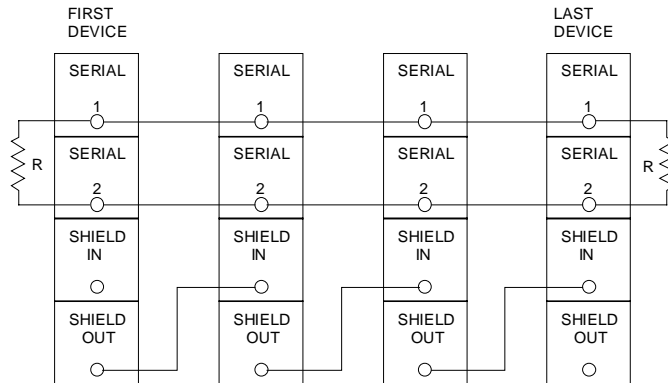 FIRST
DEVICE
LAST
DEVICE
SERIAL
SERIAL
SERIAL
SERIAL
1
1
1
1
R
SERIAL
SERIAL
SERIAL
SERIAL
R
2
2
2
2
SHIELD
IN
SHIELD
IN
SHIELD
IN
SHIELD
IN
SHIELD
OUT
SHIELD
OUT
SHIELD
OUT
SHIELD
OUT